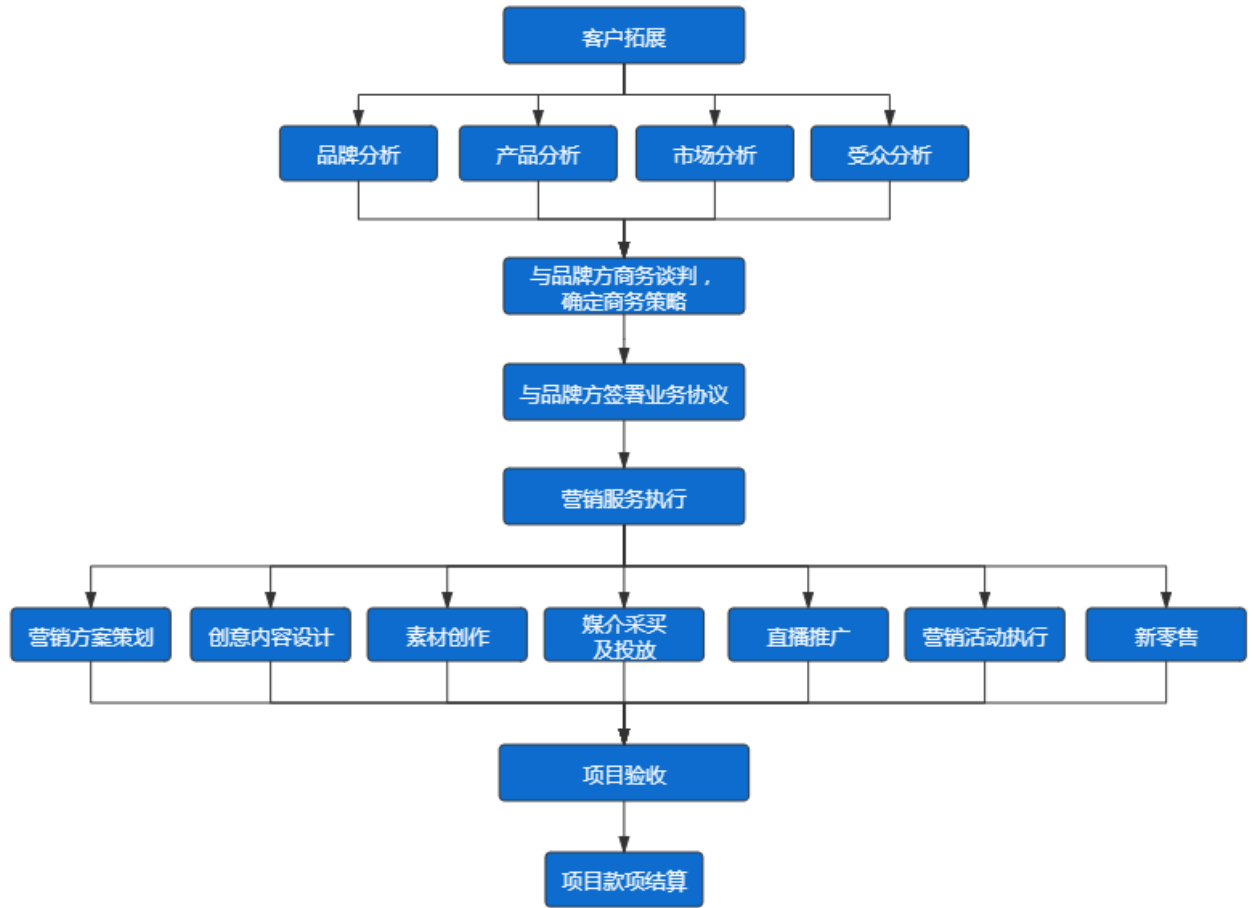 客户拓展
品牌分析
产品分析
市场分析
受众分析
与品牌方商务谈判，
确定商务策略
与品牌方签署业务协议
营销服务执行
营销方案策划
创意内容设计
素材创作
媒介采买
及投放
直播推广
营销活动执行
新零售
项目验收
项目款项结算